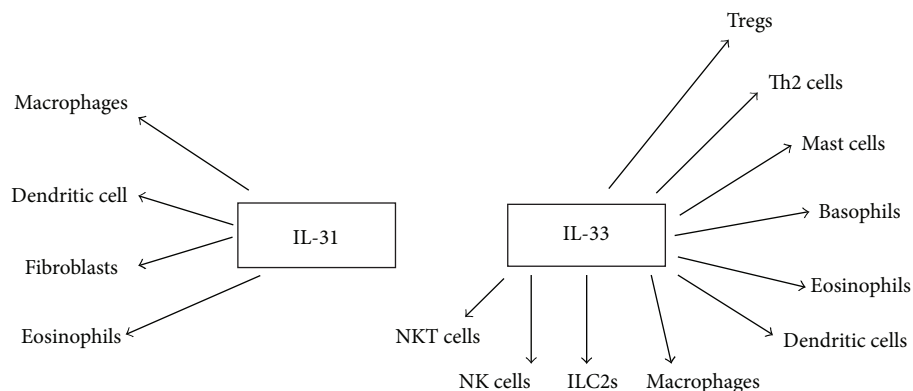 Tregs
Th2 cells
Macrophages
Mast cells
Dendritic cell
Basophils
IL-31
IL-33
Fibroblasts
Eosinophils
Eosinophils
NKT cells
Dendritic cells
NK cells
ILC2s
Macrophages